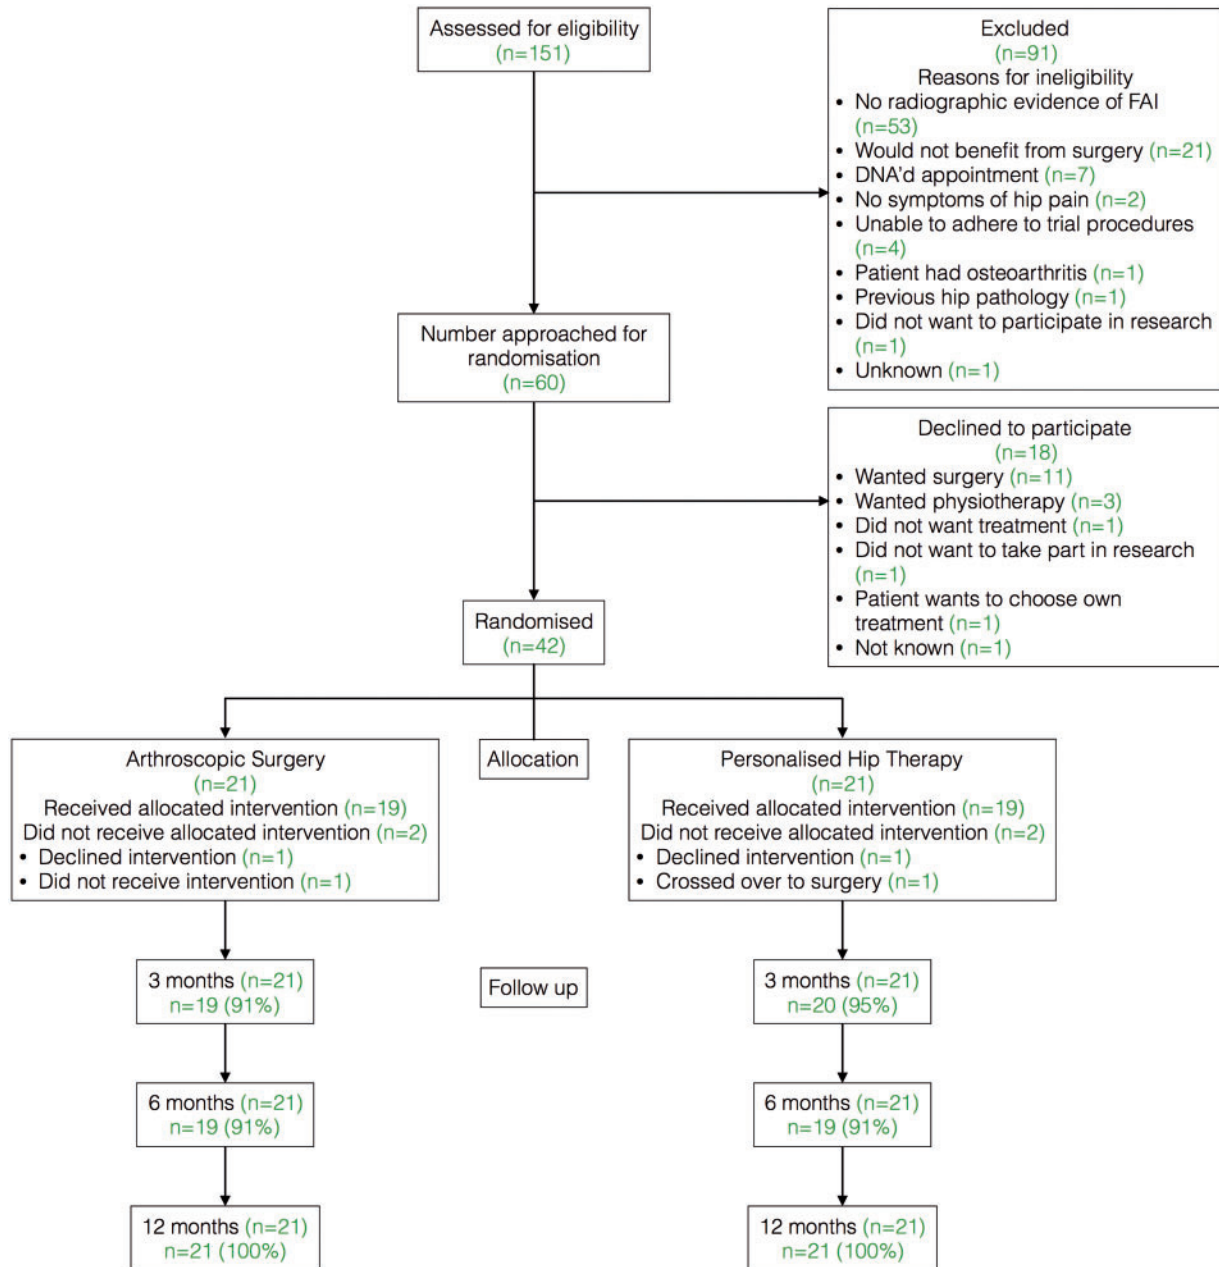 Assessed for eligibility
(n=151)
Excluded
(n=91)
Reasons for ineligibility
• No radiographic evidence of FAI
(n=53)
• Would not benefit from surgery (n=21)
• DNA'd appointment (n=7)
• No symptoms of hip pain (n=2)
• Unable to adhere to trial procedures
(n=4)
• Patient had osteoarthritis (n=1)
• Previous hip pathology (n=1)
• Did not want to participate in research
(n=1)
• Unknown (n=1)
Number approached for
randomisation
(n=60)
Declined to participate
(n=18)
• Wanted surgery (n=11)
• Wanted physiotherapy (n=3)
• Did not want treatment (n=1)
• Did not want to take part in research
(n=1)
• Patient wants to choose own
treatment (n=1)
• Not known (n=1)
Randomised
(n=42)
Arthroscopic Surgery
(n=21)
Received allocated intervention (n=19)
Did not receive allocated intervention (n=2)
• Declined intervention (n=1)
• Did not receive intervention (n=1)
Allocation
Personalised Hip Therapy
(n=21)
Received allocated intervention (n=19)
Did not receive allocated intervention (n=2)
• Declined intervention (n=1)
• Crossed over to surgery (n=1)
3 months (n=21)
n=19 (91%)
Follow up
3 months (n=21)
n=20 (95%)
6 months (n=21)
n=19 (91%)
6 months (n=21)
n=19 (91%)
12 months (n=21)
n=21 (100%)
12 months (n=21)
n=21 (100%)